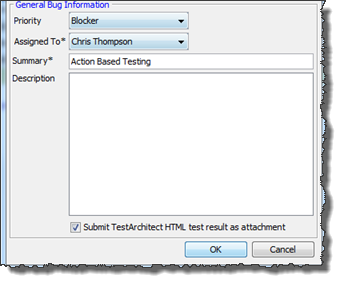 General Bug Information
Priority Blocker
Assigned To* Chris Thompson
Summary* Action Based Testing
Description
Submit TestArchitect HTML test result as attachment
OK Cancel